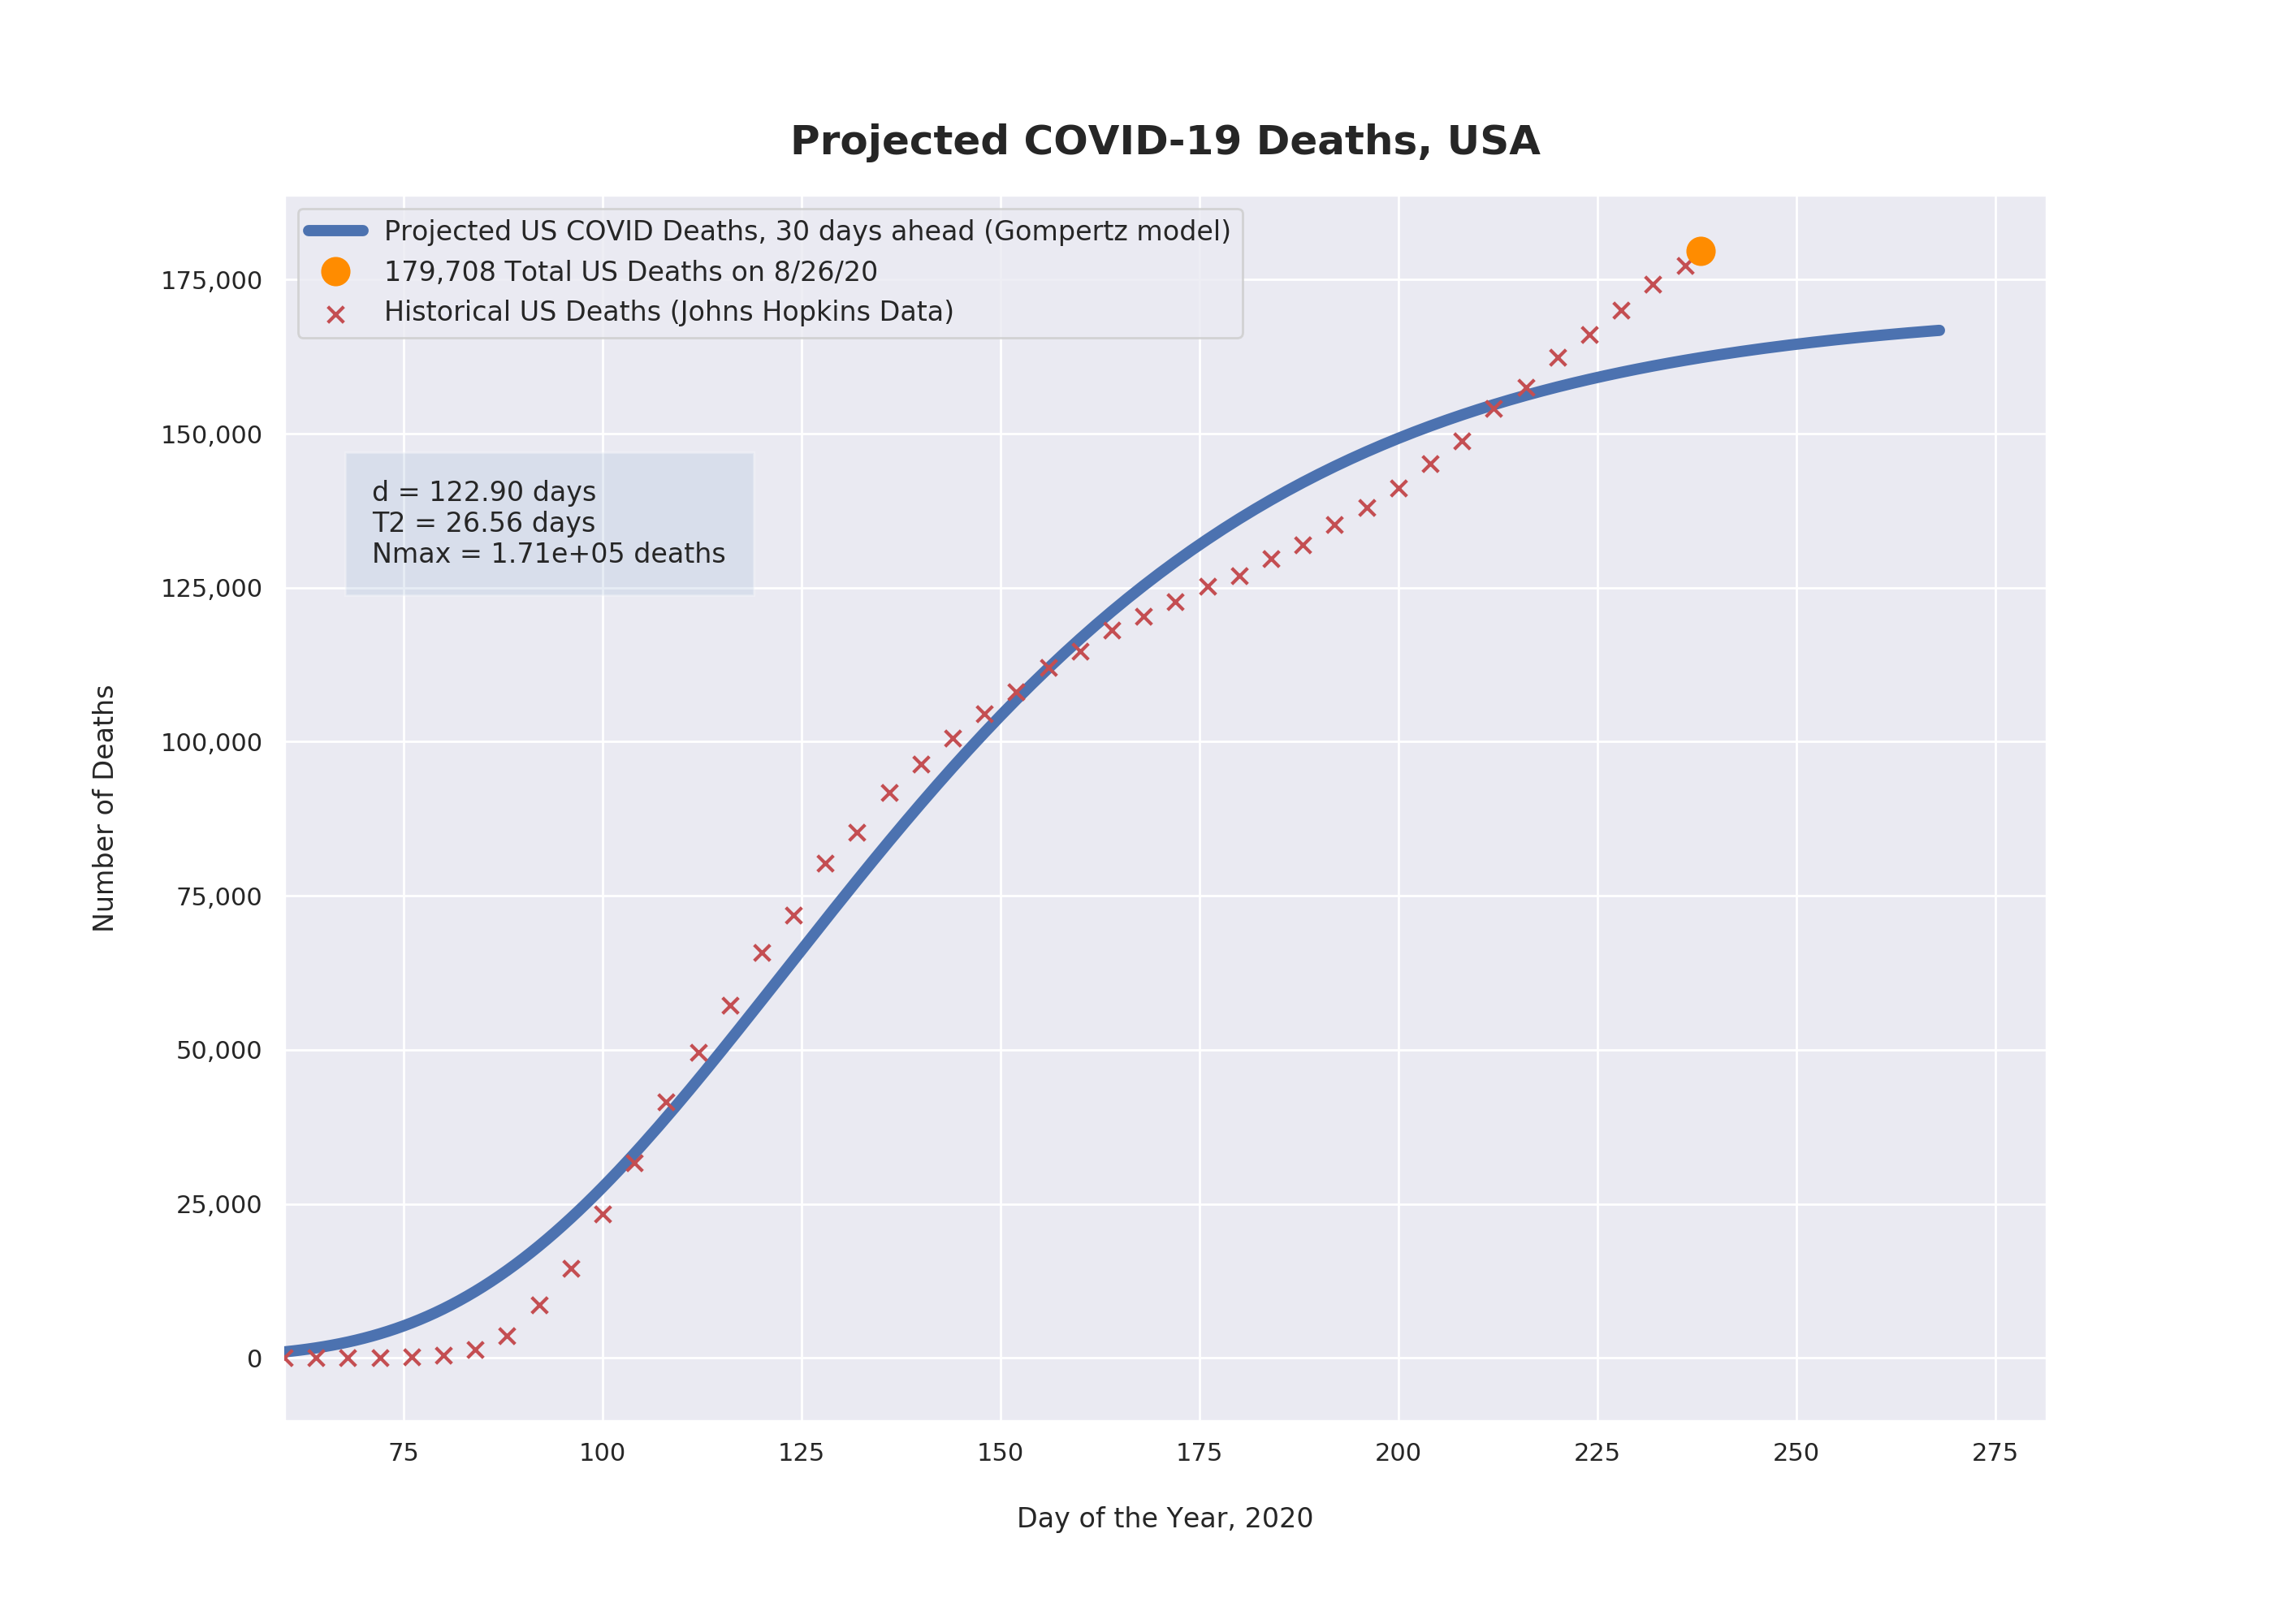 Projected COVID-19 Deaths, USA
Projected US COVID Deaths, 30 days ahead (Gompertz model)
179,708 Total US Deaths on 8/26/20
Historical US Deaths (Johns Hopkins Data)
d = 122.90 days
T2 = 26.56 days
Nmax = 1.71e+05 deaths
Number of Deaths
175,000
150,000
125,000
100,000
75,000
50,000
25,000
0
75 100 125 150 175 200 225 250 275
Day of the Year, 2020